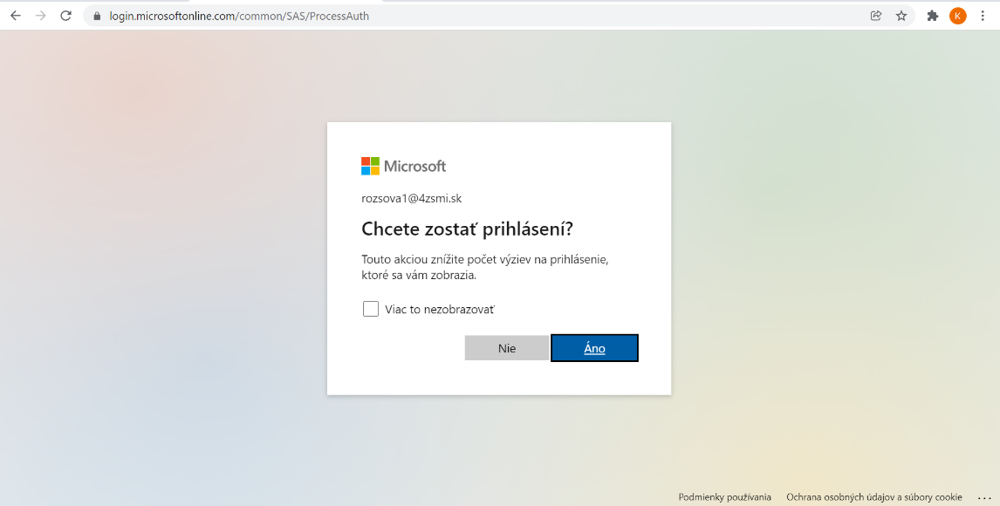 login.microsoftonline.com/common/SAS/ProcessAuth
K
Microsoft
rozsova1@4zsmi.sk
Chcete zostať prihlásení?
Touto akciou znížite počet výziev na prihlásenie,
ktoré sa vám zobrazia.
Viac to nezobrazovať
Nie
Áno
Podmienky používania
Ochrana osobných údajov a súbory cookie
...